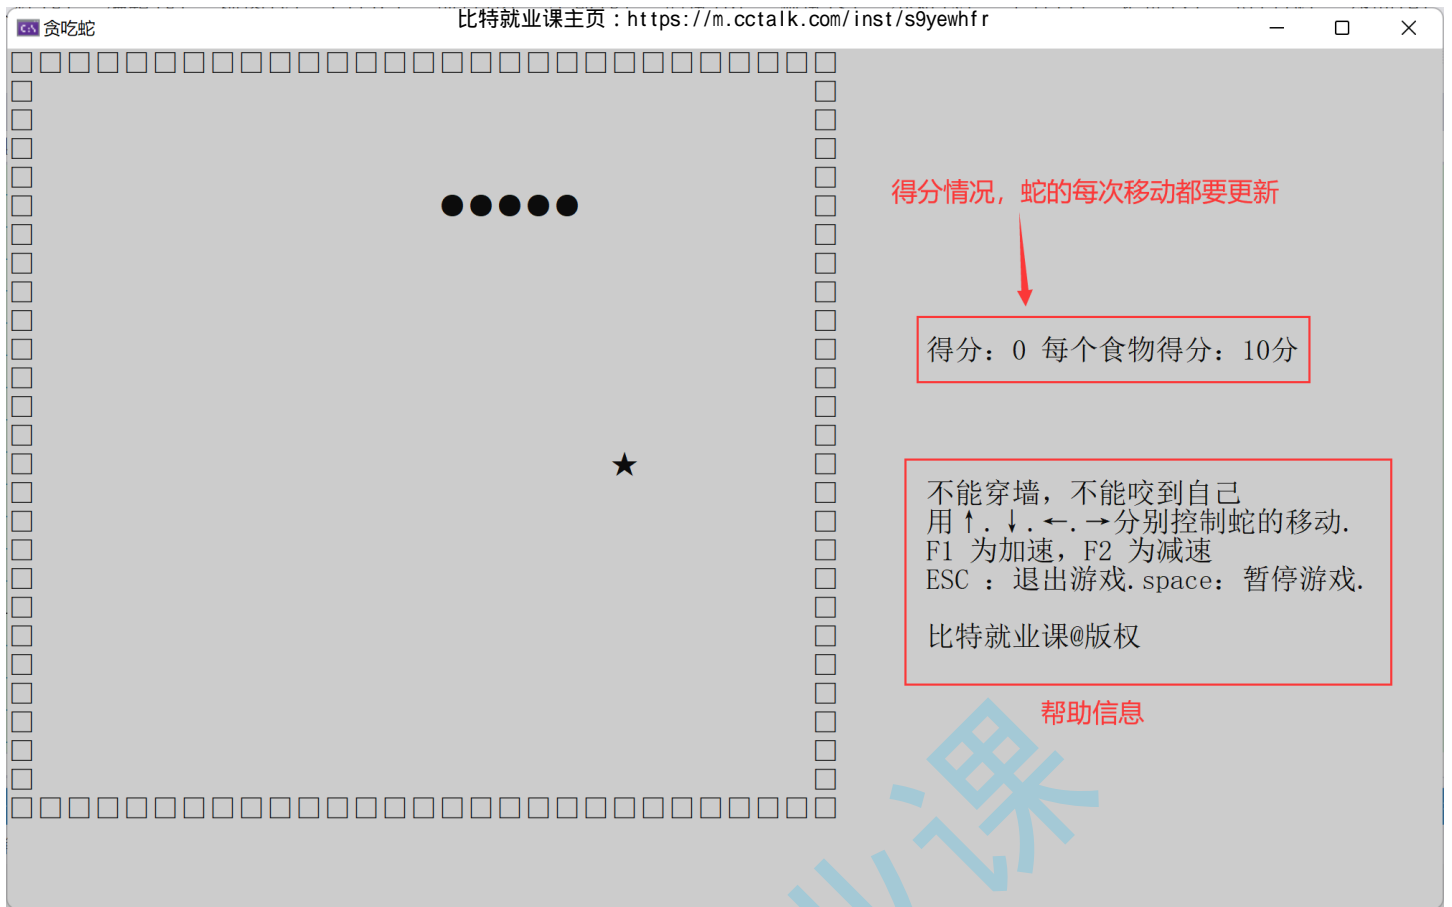 比特就业课主页：https://m.cctalk.com/inst/s9yewhfr
贪吃蛇
得分情况，蛇的每次移动都要更新
得分：0 每个食物得分：10分
不能穿墙，不能咬到自己
用↑.↓.←.→分别控制蛇的移动.
F1 为加速，F2 为减速
ESC ：退出游戏.space：暂停游戏.
比特就业课@版权
帮助信息
业课